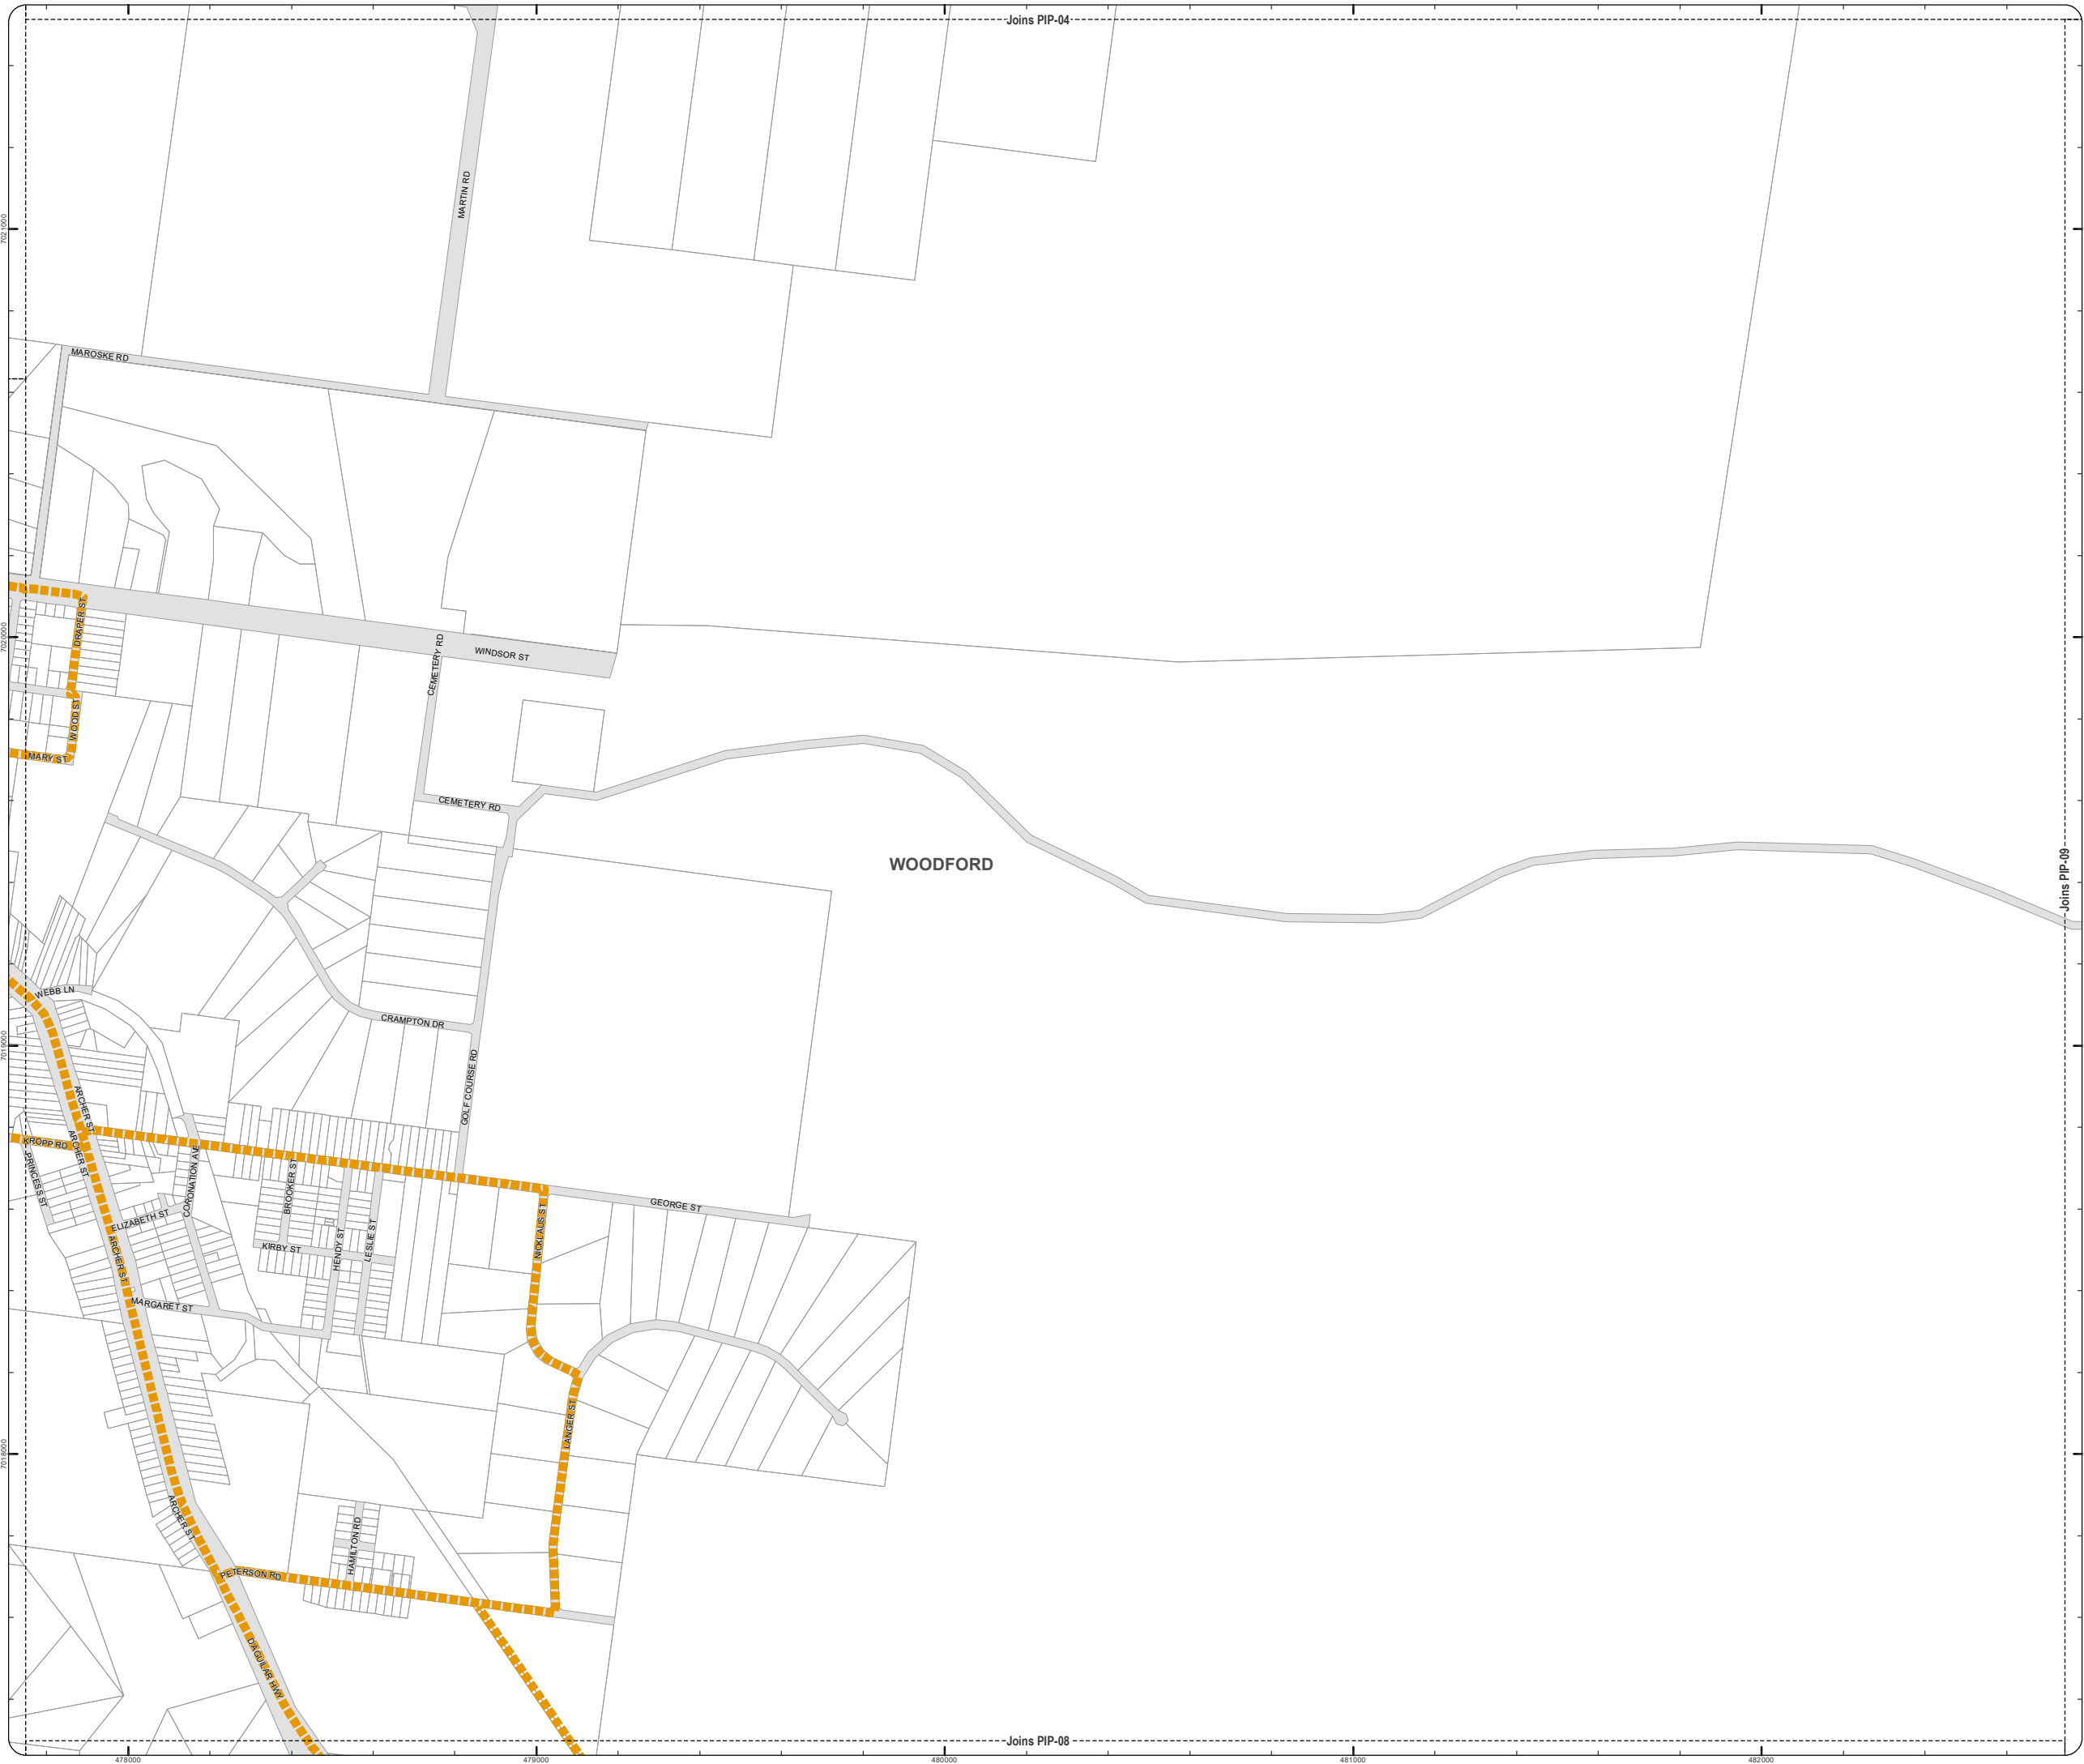 Joins PIP-04
MARTIN RD
7021000
MAROSKE RD
DRAPER ST
7020000
CEMETERY RD
WINDSOR ST
WOOD ST
MARY ST
CEMETERY RD
WOODFORD
Joins PIP-09
WEBB LN
CRAMPTON DR
7019000
GOLF COURSE RD
ARCHER ST
ARCHER ST
KROPP RD
PRINCESS ST
CORONATION AVE
BROOKER ST
GEORGE ST
ELIZABETH ST
NICKLAUS ST
HENDY ST
LESLIE ST
KIRBY ST
ARCHER ST
MARGARET ST
LANGER ST
7018000
ARCHER ST
HAMILTON RD
PETERSON RD
DAGUILAR HWY
Joins PIP-08
478000
479000
480000
481000
482000